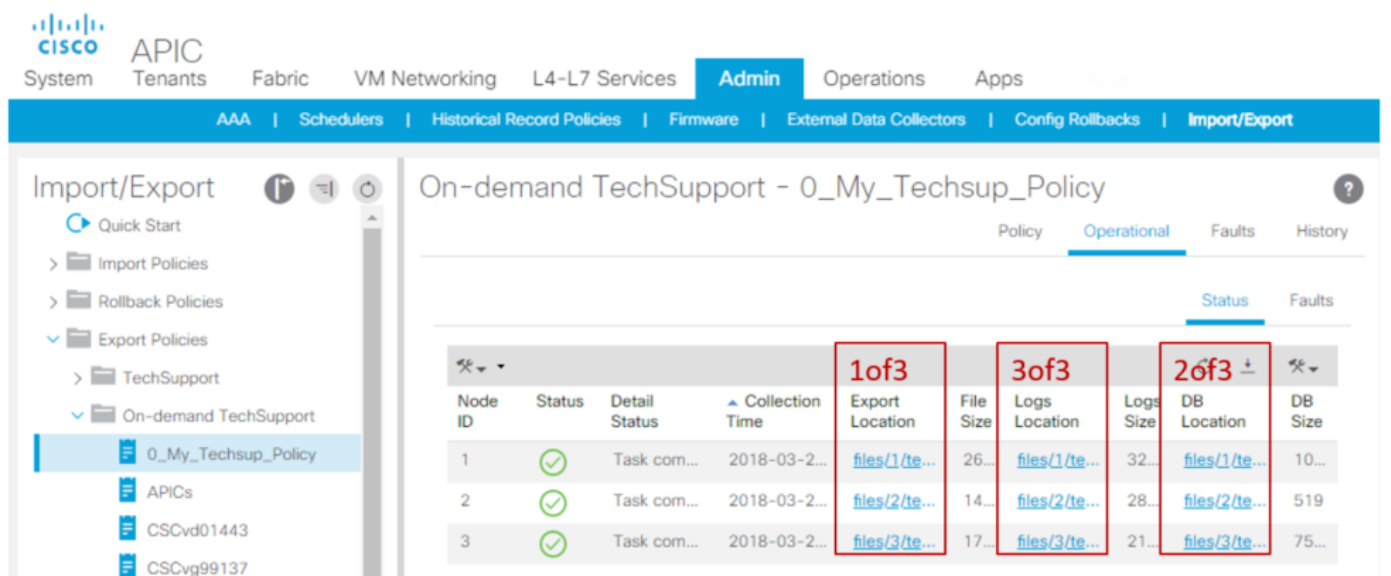 CISCO
APIC
System Tenants Fabric VM Networking L4-L7 Services Admin Operations Apps
AAA | Schedulers | Historical Record Policies | Firmware | External Data Collectors | Config Rollbacks | Import/Export
Import/Export
Quick Start
Import Policies
Rollback Policies
Export Policies
TechSupport
On-demand TechSupport
0_My_Techsup_Policy
APICs
CSCvd01443
CSCvg99137
On-demand TechSupport - 0_My_Techsup_Policy
?
Policy Operational Faults History
Status Faults
1of3 3of3 2of3
Node ID Status Detail Status Collection Time Export Location File Size Logs Location Logs Size DB Location DB Size
1 Task com... 2018-03-2... files/1/te... 26... files/1/te... 32... files/1/te... 10...
2 Task com... 2018-03-2... files/2/te... 14... files/2/te... 28... files/2/te... 519
3 Task com... 2018-03-2... files/3/te... 17... files/3/te... 21... files/3/te... 75...